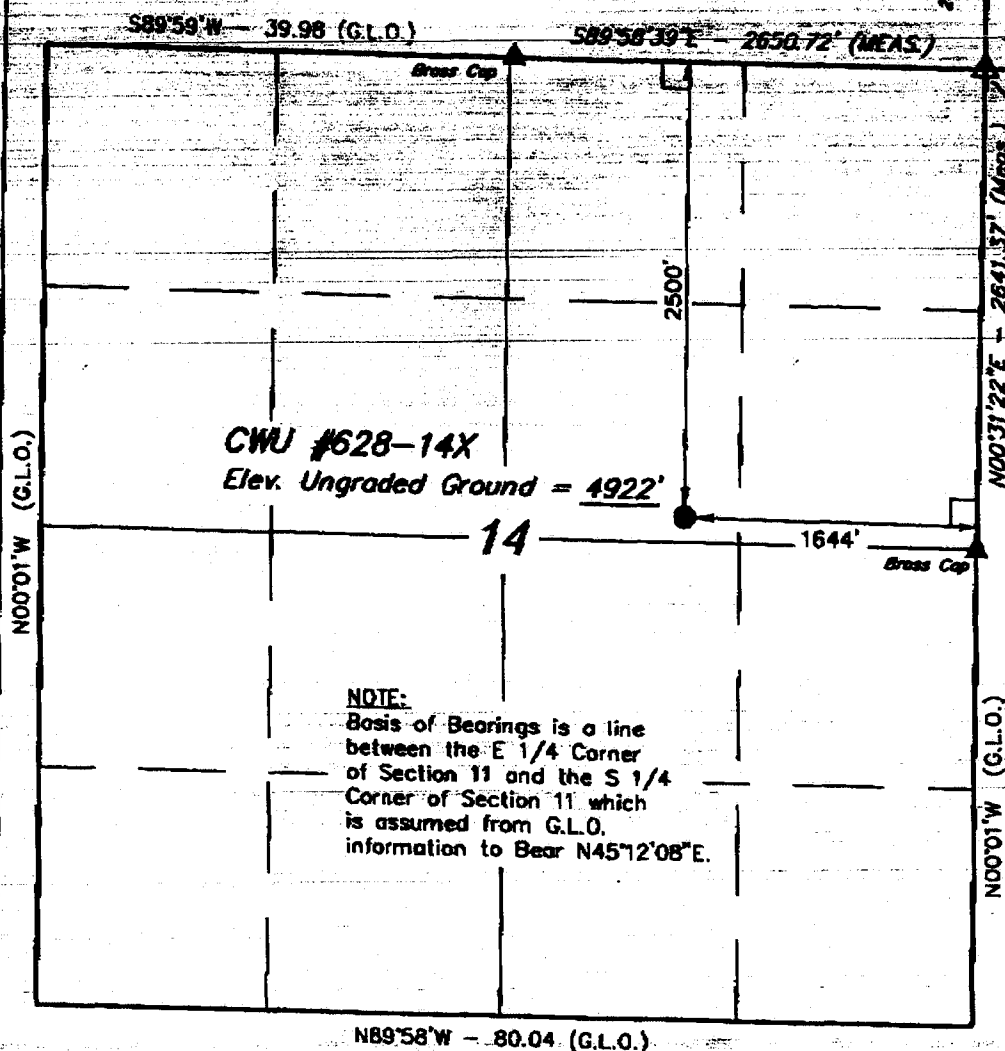 S89°59'W - 39.98 (G.L.O.)
S89°58'39"E - 2650.72' (MEAS.)
Brass Cap
N00°31'22"E - 2641.37' (Meas.)
2500'
CWU #628-14X
Elev. Ungraded Ground = 4922'
N00°01'W (G.L.O.)
14
1644'
Brass Cap
NOTE:
Basis of Bearings is a line
between the E 1/4 Corner
of Section 11 and the S 1/4
Corner of Section 11 which
is assumed from G.L.O.
information to Bear N45°12'08"E.
N00°01'W (G.L.O.)
N89°58'W - 80.04 (G.L.O.)